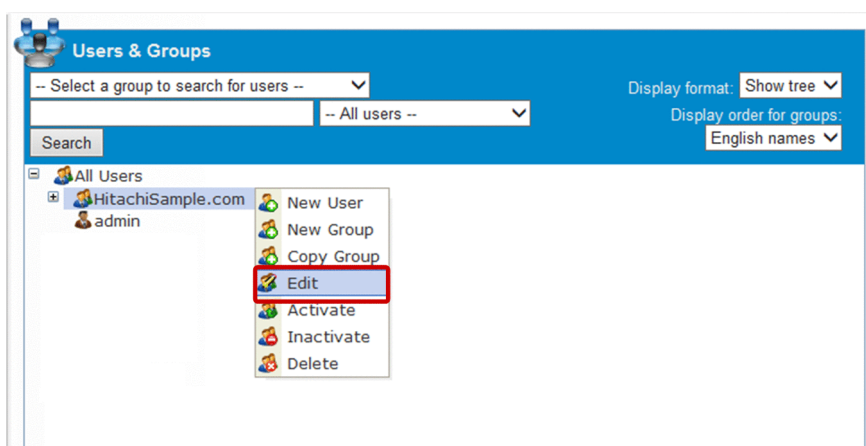 Users & Groups
-- Select a group to search for users --
Display format: Show tree
-- All users --
Display order for groups:
Search
English names
All Users
HitachiSample.com
admin
New User
New Group
Copy Group
Edit
Activate
Inactivate
Delete